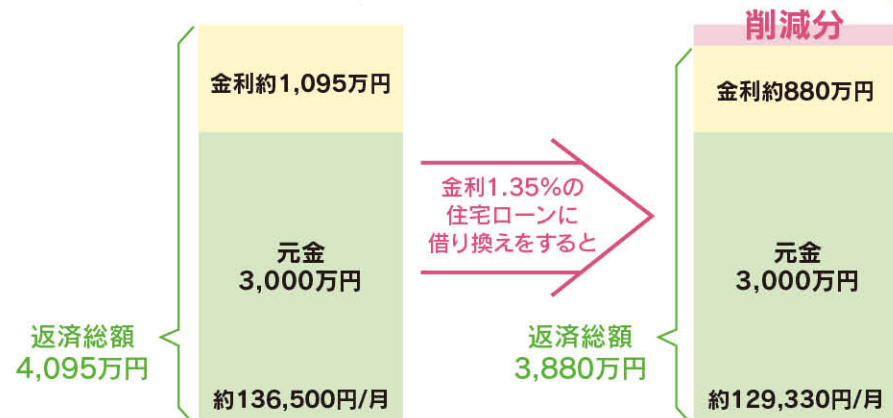 金利約1,095万円
元金
3,000万円
返済総額
4,095万円
約136,500円/月
金利1.35%の
住宅ローンに
借り換えをすると
削減分
金利約880万円
元金
3,000万円
返済総額
3,880万円
約129,330円/月